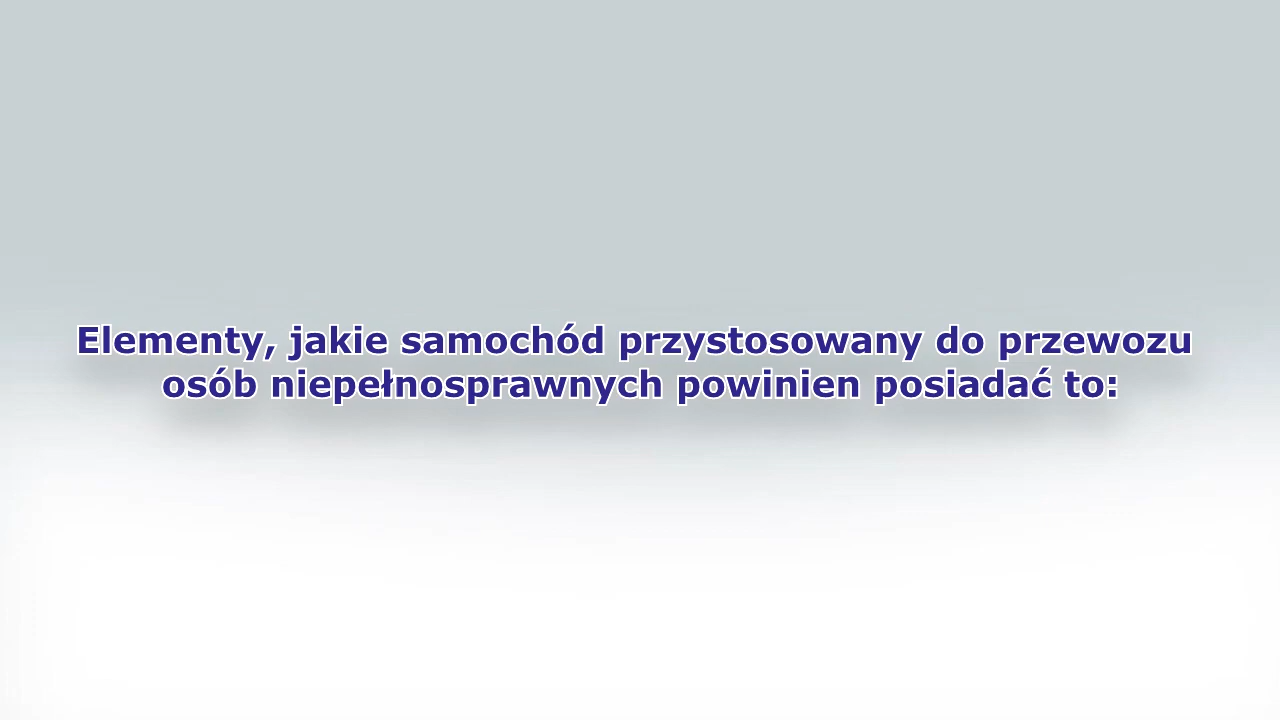 Elementy, jakie samochód przystosowany do przewozu
osób niepełnosprawnych powinien posiadać to: